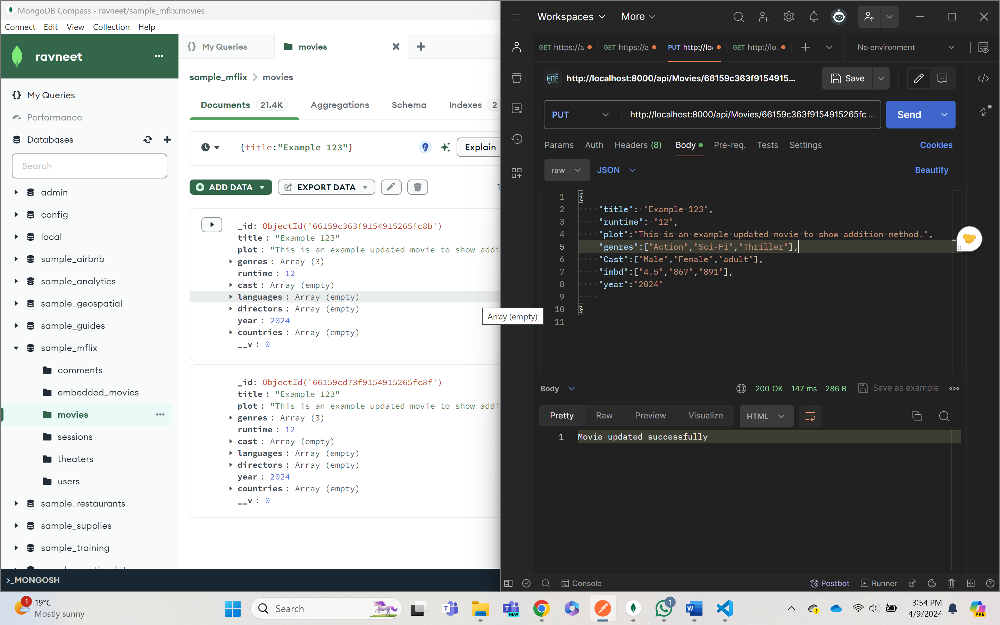 MongoDB Compass - ravneet/sample_mflix.movies
Connect Edit View Collection Help
ravneet
My Queries
Performance
Databases
Search
admin
config
local
sample_airbnb
sample_analytics
sample_geospatial
sample_guides
sample_mflix
comments
embedded_movies
movies
sessions
theaters
users
sample_restaurants
sample_supplies
sample_training
>_MONGOSH
{} My Queries
movies
sample_mflix > movies
Documents 21.4K Aggregations Schema Indexes 2
{title:"Example 123"}
Explain
ADD DATA EXPORT DATA 1
_id: ObjectId('66159c363f9154915265fc8b')
title : "Example 123"
plot : "This is an example updated movie to show addi
genres : Array (3)
runtime : 12
cast : Array (empty)
languages : Array (empty)
directors : Array (empty)
year : 2024
countries : Array (empty)
__v : 0
Array (empty)
_id: ObjectId('66159cd73f9154915265fc8f')
title : "Example 123"
plot : "This is an example updated movie to show addi
genres : Array (3)
runtime : 12
cast : Array (empty)
languages : Array (empty)
directors : Array (empty)
year : 2024
countries : Array (empty)
__v : 0
Workspaces More
GET https://a GET https://a PUT http://lo GET http://lo No environment
HTTP http://localhost:8000/api/Movies/66159c363f9154915... Save
PUT http://localhost:8000/api/Movies/66159c363f9154915265fc ... Send
Params Auth Headers (8) Body Pre-req. Tests Settings Cookies
raw JSON Beautify
1 {
2 "title": "Example 123",
3 "runtime": "12",
4 "plot":"This is an example updated movie to show addition method.",
5 "genres":["Action","Sci-Fi","Thriller"],
6 "Cast":["Male","Female","adult"],
7 "imbd":["4.5","867","891"],
8 "year":"2024"
9
10 }
11
Body 200 OK 147 ms 286 B Save as example
Pretty Raw Preview Visualize HTML
1 Movie updated successfully
Console Postbot Runner
1 19°C
Mostly sunny
Search
T
T NEW
1
W
3:54 PM
4/9/2024
PRE